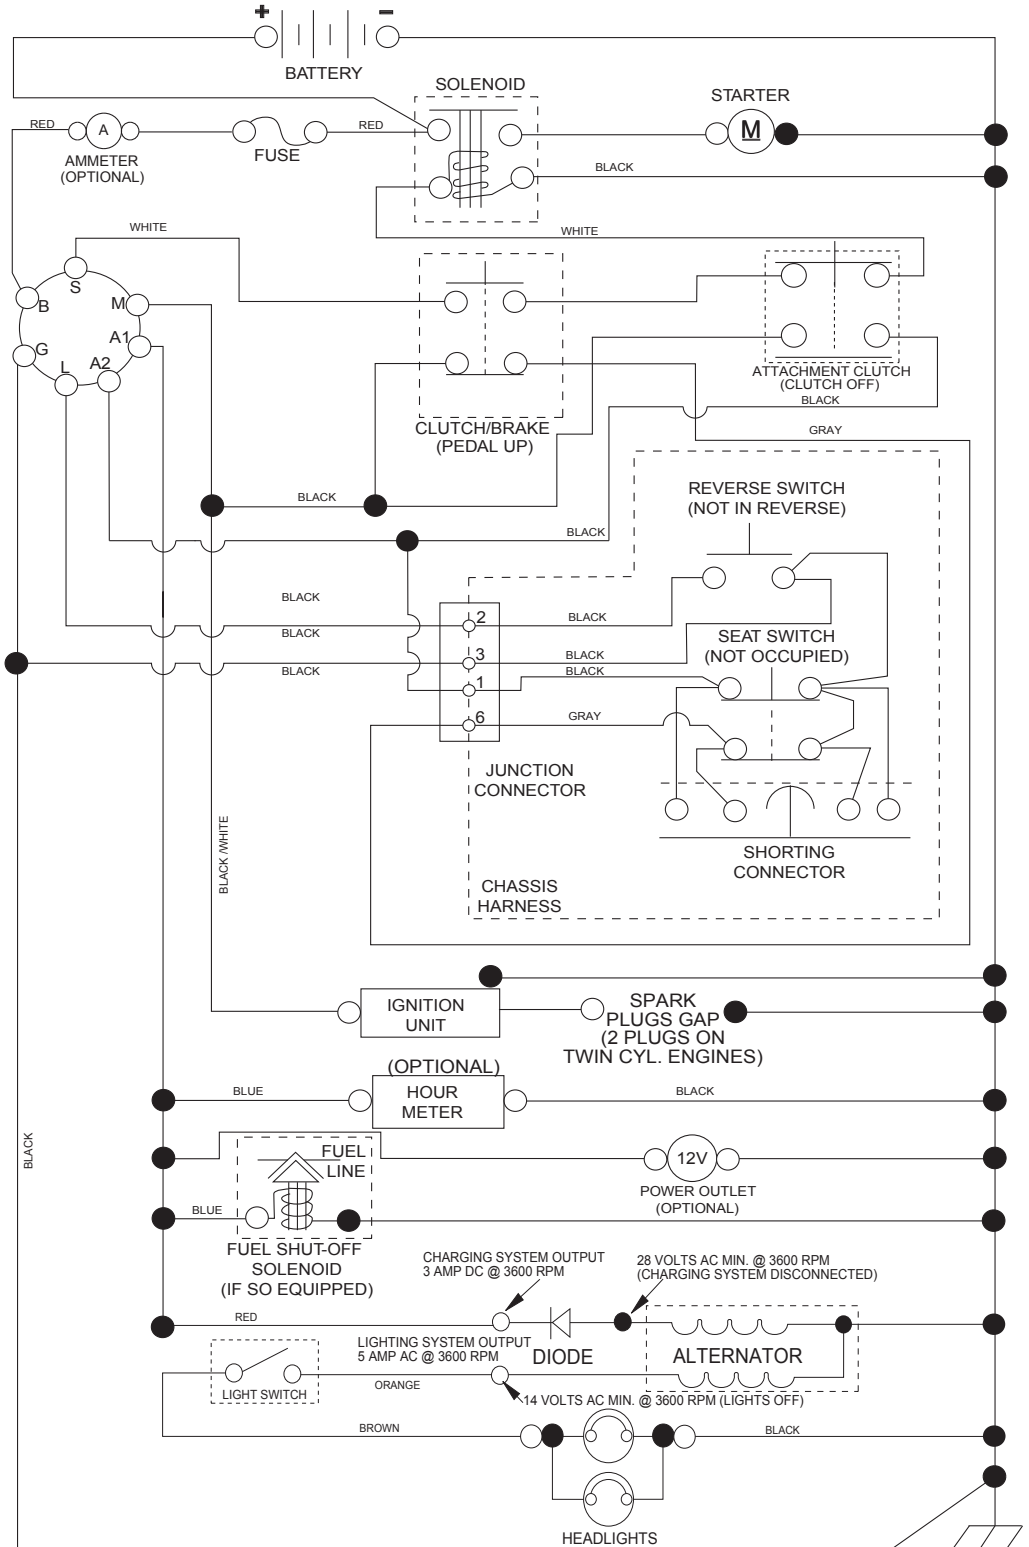 + -
BATTERY
SOLENOID
STARTER
RED
A
FUSE
RED
M
AMMETER
(OPTIONAL)
BLACK
WHITE
WHITE
S
B
M
A1
G
L
A2
ATTACHMENT CLUTCH
(CLUTCH OFF)
BLACK
CLUTCH/BRAKE
(PEDAL UP)
GRAY
REVERSE SWITCH
(NOT IN REVERSE)
BLACK
BLACK
BLACK
2
BLACK
BLACK
SEAT SWITCH
(NOT OCCUPIED)
3
BLACK
BLACK
BLACK
1
6
GRAY
JUNCTION
CONNECTOR
BLACK /WHITE
SHORTING
CONNECTOR
CHASSIS
HARNESS
IGNITION
UNIT
SPARK
PLUGS GAP
(2 PLUGS ON
TWIN CYL. ENGINES)
(OPTIONAL)
BLUE
HOUR
METER
BLACK
BLACK
FUEL
LINE
12V
POWER OUTLET
(OPTIONAL)
BLUE
FUEL SHUT-OFF
SOLENOID
(IF SO EQUIPPED)
CHARGING SYSTEM OUTPUT
3 AMP DC @ 3600 RPM
28 VOLTS AC MIN. @ 3600 RPM
(CHARGING SYSTEM DISCONNECTED)
RED
LIGHTING SYSTEM OUTPUT
5 AMP AC @ 3600 RPM
DIODE
ALTERNATOR
LIGHT SWITCH
ORANGE
14 VOLTS AC MIN. @ 3600 RPM (LIGHTS OFF)
BROWN
BLACK
HEADLIGHTS